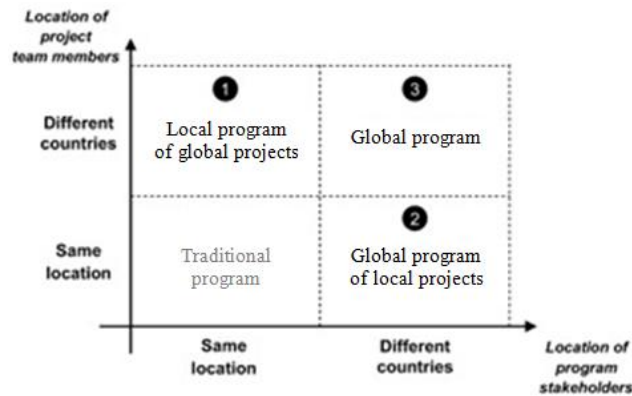 Location of
project
team members
1
3
Different
countries
Local program
of global projects
Global program
2
Same
location
Traditional
program
Global program
of local projects
Same
location
Different
countries
Location of
program
stakeholders